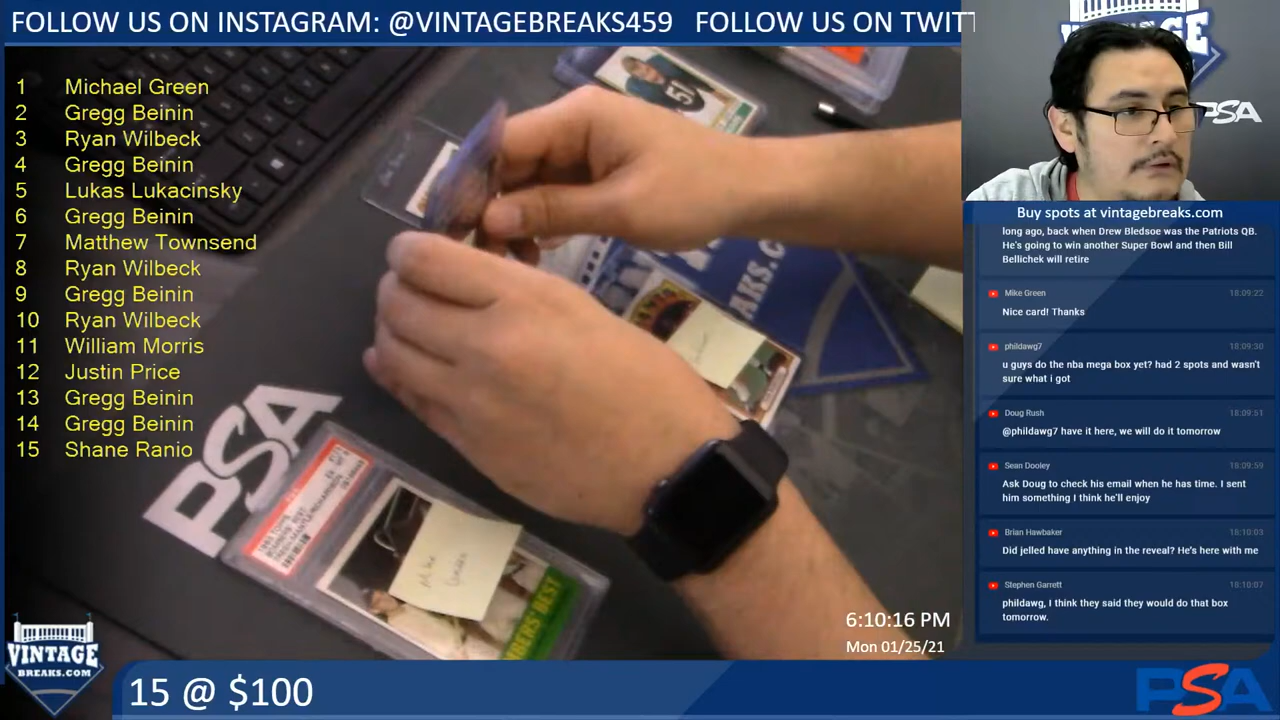 FOLLOW US ON INSTAGRAM: @VINTAGEBREAKS459 FOLLOW US ON TWITT
1 Michael Green
2 Gregg Beinin
3 Ryan Wilbeck
4 Gregg Beinin
5 Lukas Lukacinsky
6 Gregg Beinin
7 Matthew Townsend
8 Ryan Wilbeck
9 Gregg Beinin
10 Ryan Wilbeck
11 William Morris
12 Justin Price
13 Gregg Beinin
14 Gregg Beinin
15 Shane Ranio
PSA
Buy spots at vintagebreaks.com
long ago, back when Drew Bledsoe was the Patriots QB.
He's going to win another Super Bowl and then Bill
Bellichek will retire
Mike Green 18:09:22
Nice card! Thanks
phildawg7 18:09:30
u guys do the nba mega box yet? had 2 spots and wasn't
sure what i got
Doug Rush 18:09:51
@phildawg7 have it here, we will do it tomorrow
Sean Dooley 18:09:59
Ask Doug to check his email when he has time. I sent
him something I think he'll enjoy
Brian Hawbaker 18:10:03
Did jelled have anything in the reveal? He's here with me
Stephen Garrett 18:10:07
phildawg, I think they said they would do that box
tomorrow.
PSA
Mike
BERS BEST
6:10:16 PM
Mon 01/25/21
VINTAGE
BREAKS.COM
15 @ $100
PSA